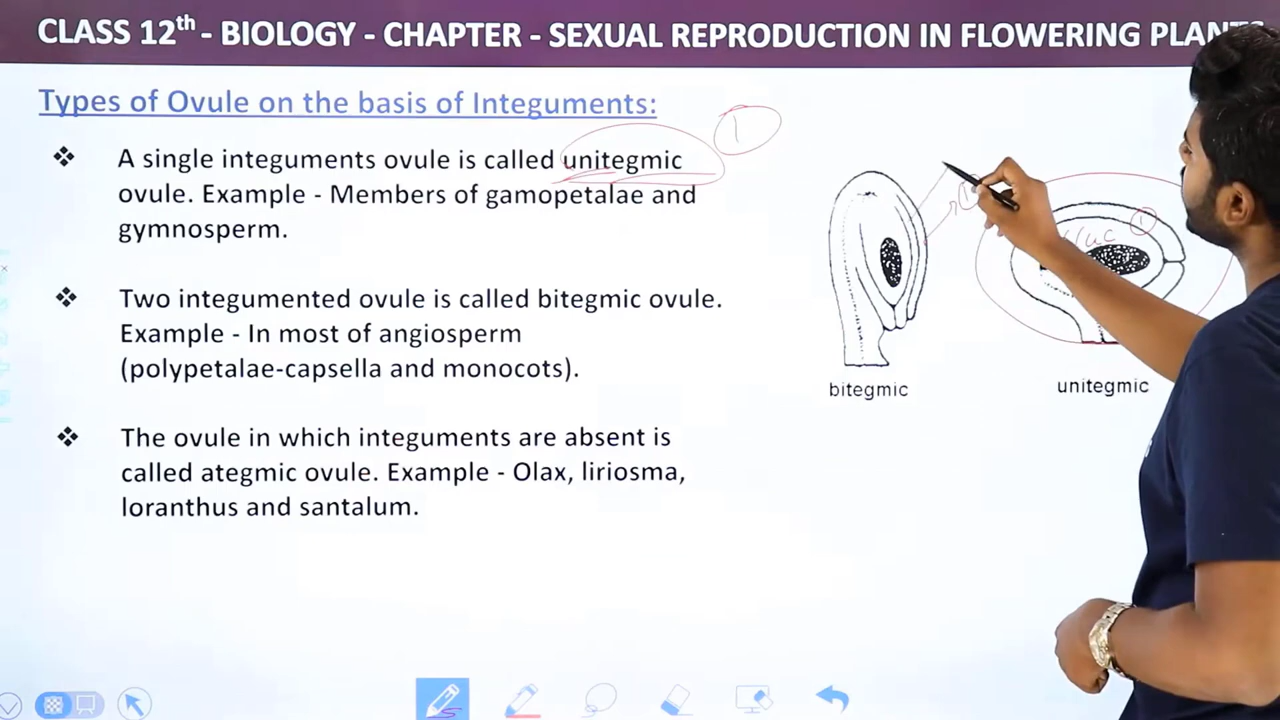 CLASS 12th - BIOLOGY - CHAPTER - SEXUAL REPRODUCTION IN FLOWERING PLANTS
Types of Ovule on the basis of Integuments:
1
❖ A single integuments ovule is called unitegmic
ovule. Example - Members of gamopetalae and
gymnosperm.
❖ Two integumented ovule is called bitegmic ovule.
Example - In most of angiosperm
(polypetalae-capsella and monocots).
❖ The ovule in which integuments are absent is
called ategmic ovule. Example - Olax, liriosma,
loranthus and santalum.
1
bitegmic
unitegmic